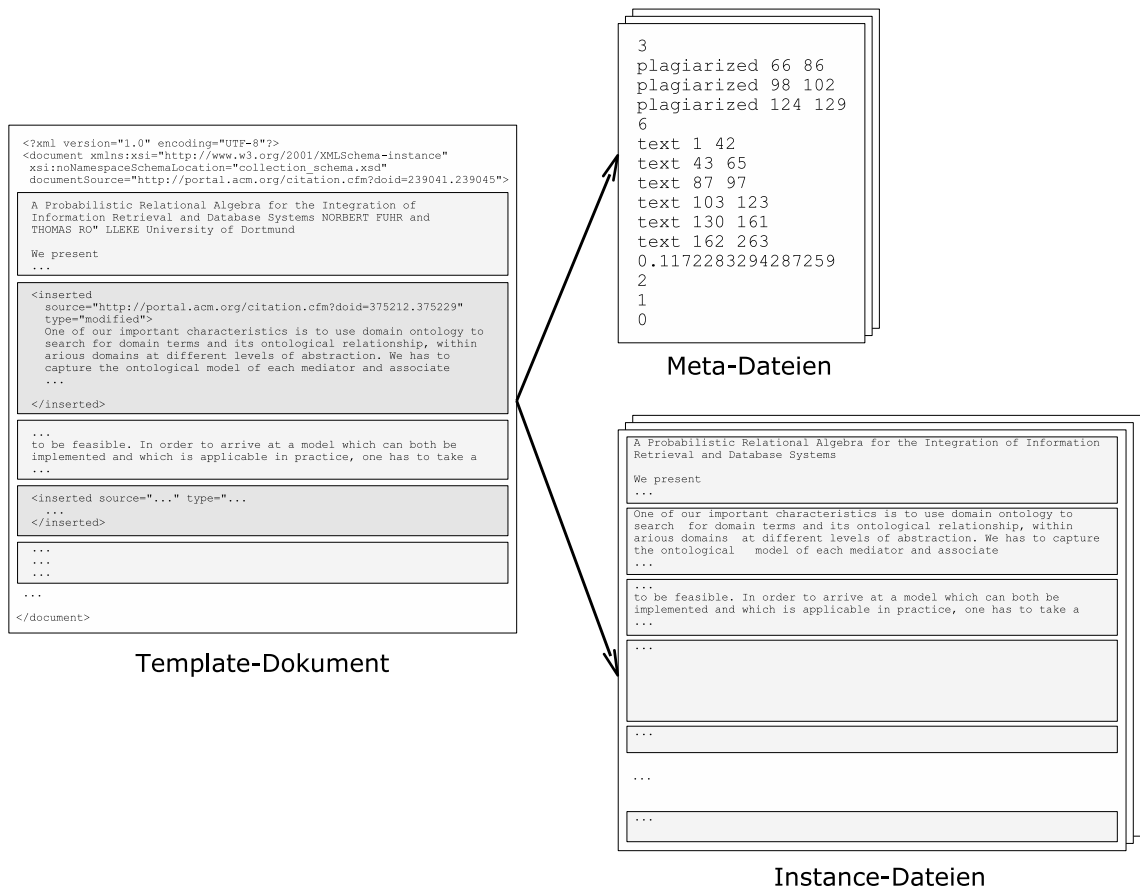 <?xml version="1.0" encoding="UTF-8"?>
<document xmlns:xsi="http://www.w3.org/2001/XMLSchema-instance"
xsi:noNamespaceSchemaLocation="collection_schema.xsd"
documentSource="http://portal.acm.org/citation.cfm?doid=239041.239045">
A Probabilistic Relational Algebra for the Integration of
Information Retrieval and Database Systems NORBERT FUHR and
THOMAS RO" LLEKE University of Dortmund
We present
...
<inserted
source="http://portal.acm.org/citation.cfm?doid=375212.375229"
type="modified">
One of our important characteristics is to use domain ontology to
search for domain terms and its ontological relationship, within
arious domains at different levels of abstraction. We has to
capture the ontological model of each mediator and associate
...
</inserted>
...
to be feasible. In order to arrive at a model which can both be
implemented and which is applicable in practice, one has to take a
...
<inserted source="..." type="...
...
</inserted>
...
...
...
...
</document>
Template-Dokument
3
plagiarized 66 86
plagiarized 98 102
plagiarized 124 129
6
text 1 42
text 43 65
text 87 97
text 103 123
text 130 161
text 162 263
0.1172283294287259
2
1
0
Meta-Dateien
A Probabilistic Relational Algebra for the Integration of Information
Retrieval and Database Systems
We present
...
One of our important characteristics is to use domain ontology to
search  for domain terms and its ontological relationship, within
arious domains  at different levels of abstraction. We has to capture
the ontological   model of each mediator and associate
...
...
to be feasible. In order to arrive at a model which can both be
implemented and which is applicable in practice, one has to take a
...
...
...
...
...
Instance-Dateien